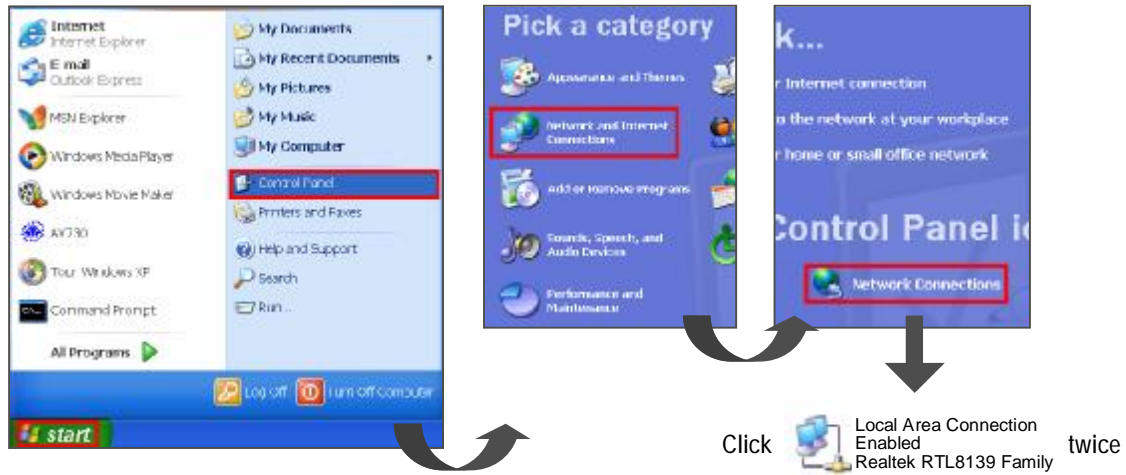 Internet
Internet Explorer
E-mail
Outlook Express
MSN Explorer
Windows Media Player
Windows Movie Maker
AV730
Tour Windows XP
Command Prompt
All Programs
My Documents
My Recent Documents
My Pictures
My Music
My Computer
Control Panel
Printers and Faxes
Help and Support
Search
Run...
Log Off
Turn Off Computer
start
Pick a category
Appearance and Themes
Network and Internet
Connections
Add or Remove Programs
Sounds, Speech, and
Audio Devices
Performance and
Maintenance
k...
r Internet connection
o the network at your workplace
r home or small office network
Control Panel ic
Network Connections
Click
Local Area Connection
Enabled
Realtek RTL8139 Family
twice